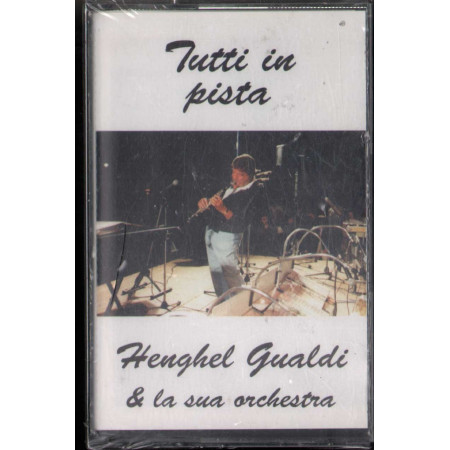 Tutti in
pista
Henghel Gualdi
& la sua orchestra